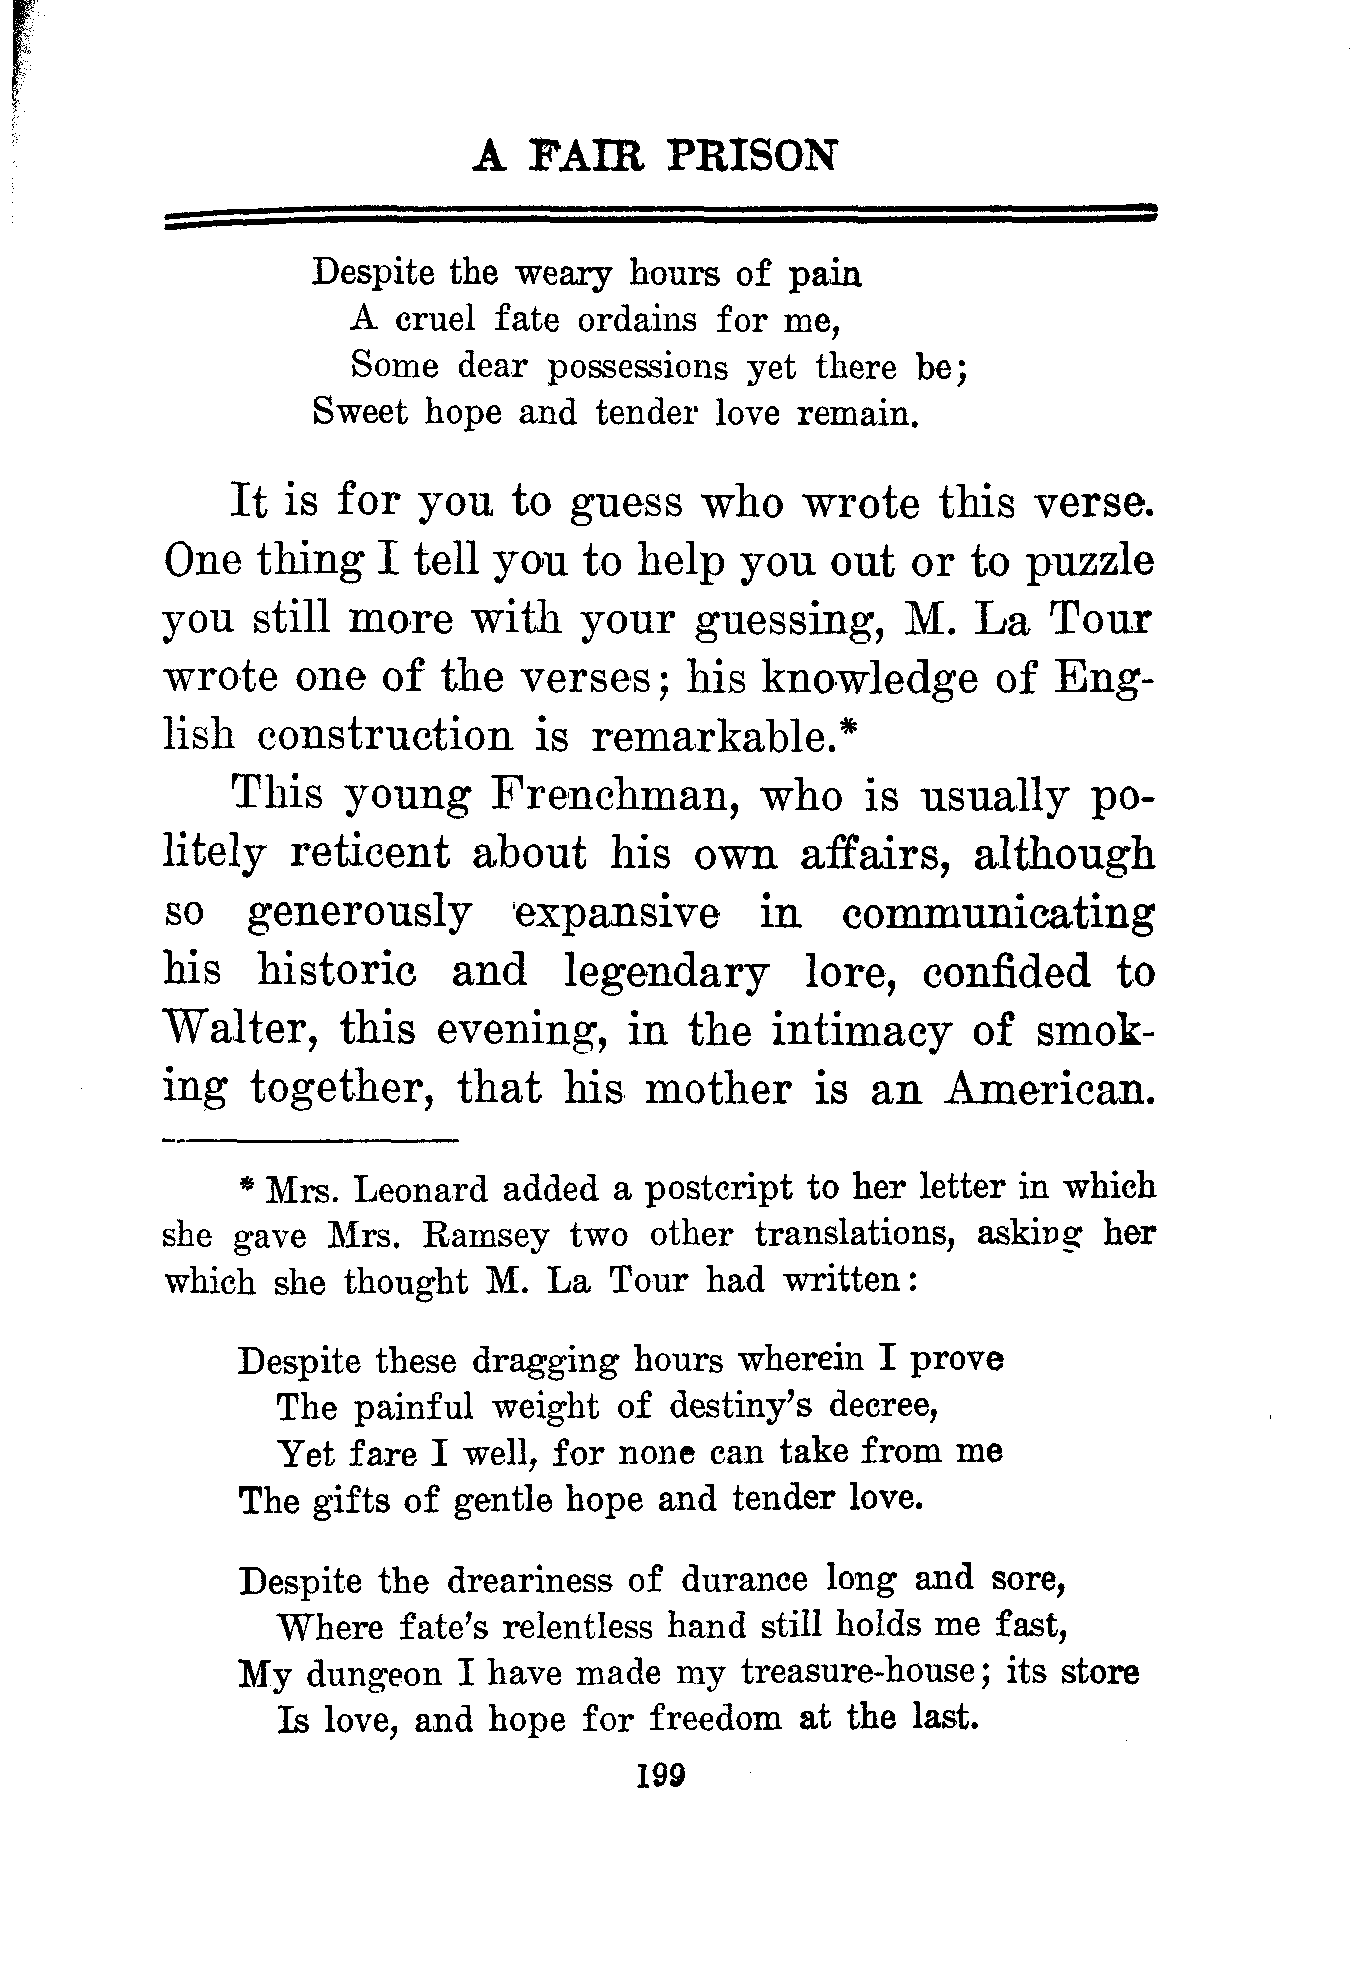 A FAIR PRISON
Despite the weary hours of pain
A cruel fate ordains for me,
Some dear possessions yet there be;
Sweet hope and tender love remain.
It is for you to guess who wrote this verse.
One thing I tell you to help you out or to puzzle
you still more with your guessing, M. La Tour
wrote one of the verses; his knowledge of Eng-
lish construction is remarkable.*
This young Frenchman, who is usually po-
litely reticent about his own affairs, although
so generously expansive in communicating
his historic and legendary lore, confided to
Walter, this evening, in the intimacy of smok-
ing together, that his mother is an American.
* Mrs. Leonard added a postcript to her letter in which
she gave Mrs. Ramsey two other translations, asking her
which she thought M. La Tour had written:
Despite these dragging hours wherein I prove
The painful weight of destiny's decree,
Yet fare I well, for none can take from me
The gifts of gentle hope and tender love.
Despite the dreariness of durance long and sore,
Where fate's relentless hand still holds me fast,
My dungeon I have made my treasure-house; its store
Is love, and hope for freedom at the last.
199